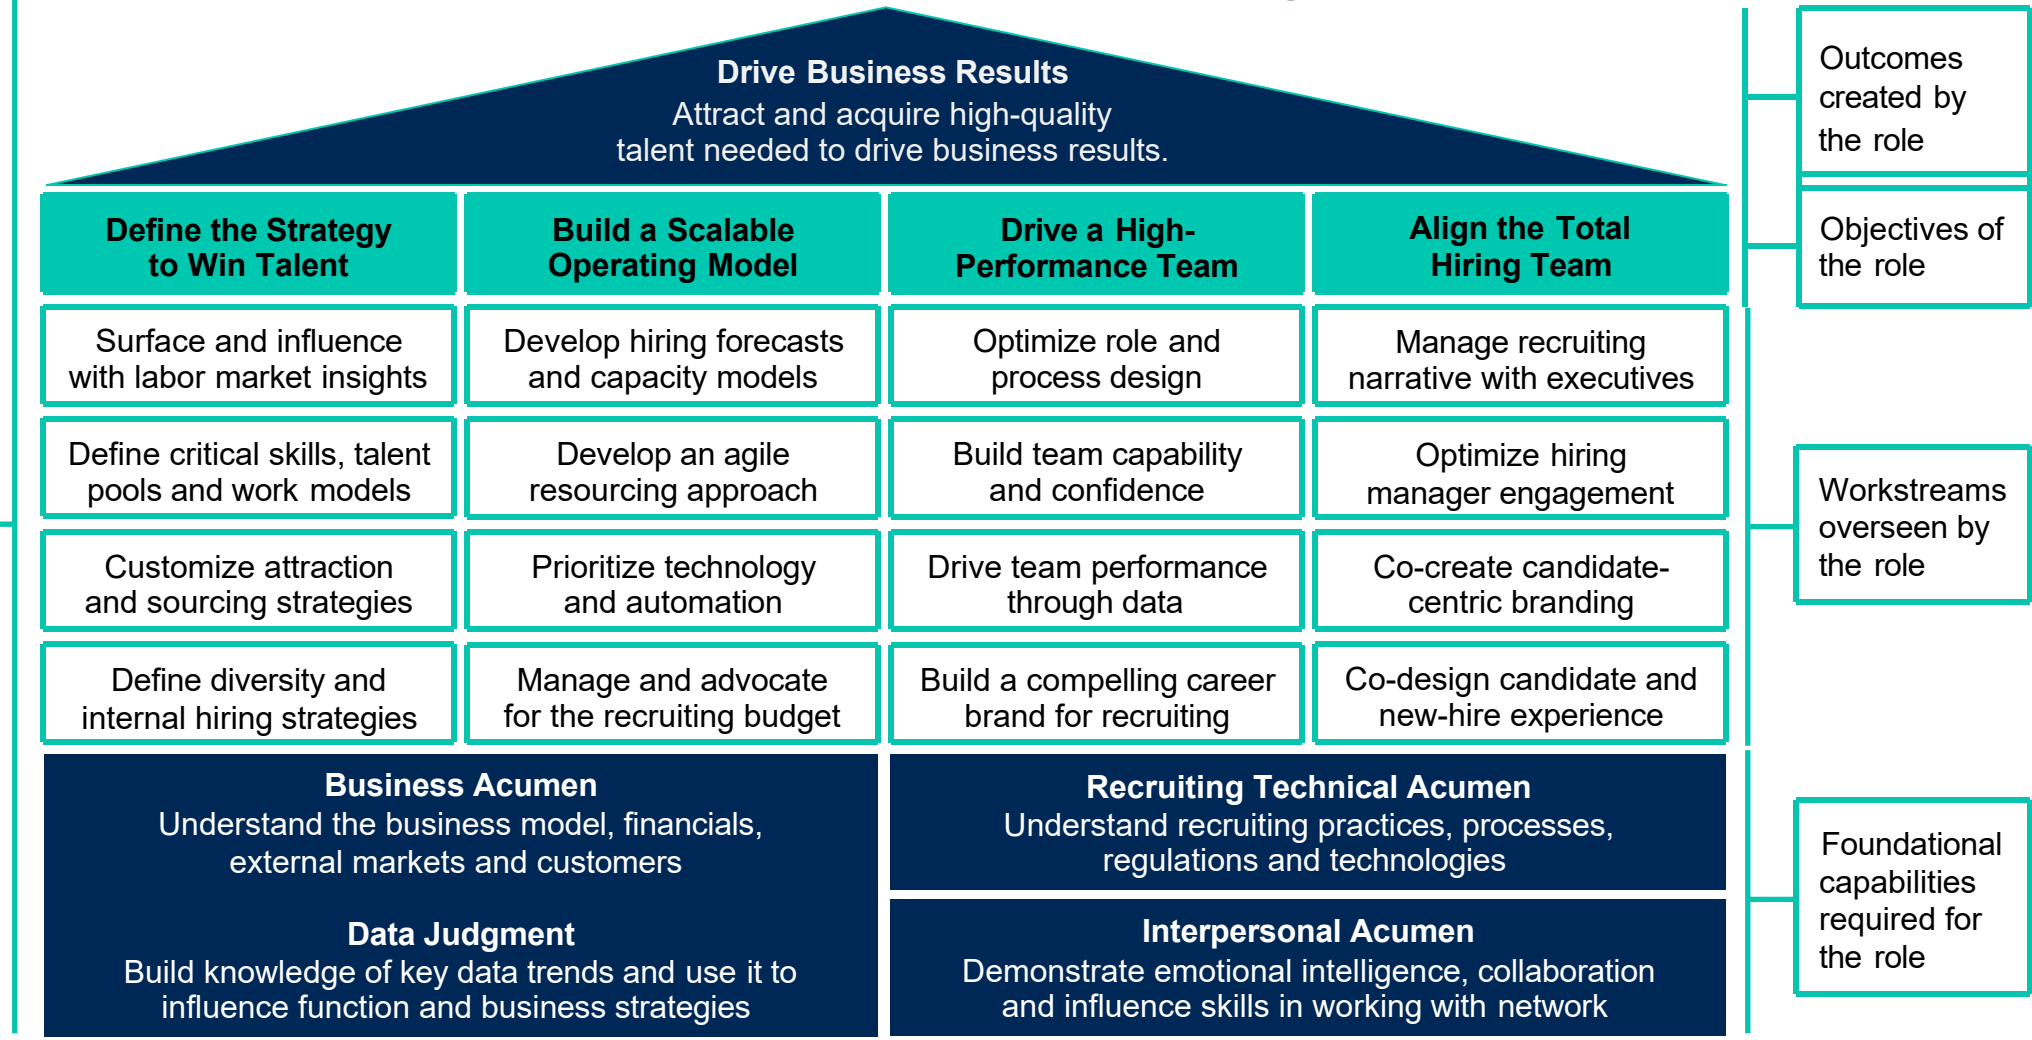 Drive Business Results
Attract and acquire high-quality
talent needed to drive business results.
Outcomes
created by
the role
Define the Strategy
to Win Talent
Build a Scalable
Operating Model
Drive a High-
Performance Team
Align the Total
Hiring Team
Objectives of
the role
Surface and influence
with labor market insights
Develop hiring forecasts
and capacity models
Optimize role and
process design
Manage recruiting
narrative with executives
Define critical skills, talent
pools and work models
Develop an agile
resourcing approach
Build team capability
and confidence
Optimize hiring
manager engagement
Customize attraction
and sourcing strategies
Prioritize technology
and automation
Drive team performance
through data
Co-create candidate-
centric branding
Define diversity and
internal hiring strategies
Manage and advocate
for the recruiting budget
Build a compelling career
brand for recruiting
Co-design candidate and
new-hire experience
Workstreams
overseen by
the role
Business Acumen
Understand the business model, financials,
external markets and customers
Data Judgment
Build knowledge of key data trends and use it to
influence function and business strategies
Recruiting Technical Acumen
Understand recruiting practices, processes,
regulations and technologies
Interpersonal Acumen
Demonstrate emotional intelligence, collaboration
and influence skills in working with network
Foundational
capabilities
required for
the role